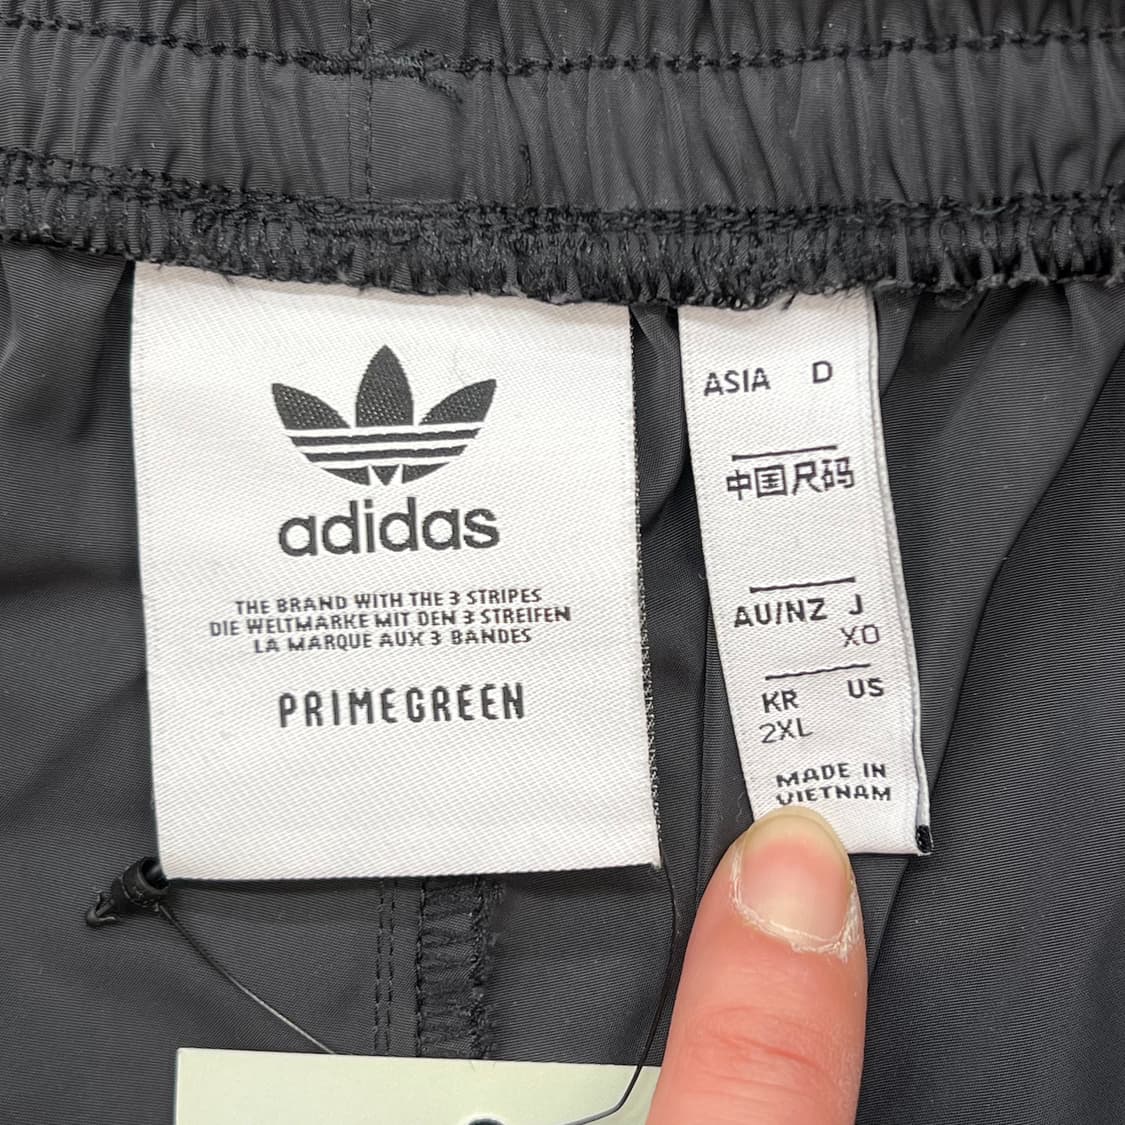 adidas
THE BRAND WITH THE 3 STRIPES
DIE WELTMARKE MIT DEN 3 STREIFEN
LA MARQUE AUX 3 BANDES
PRIMEGREEN
ASIA D
中国尺码
AU/NZ J
XO
KR US
2XL
MADE IN
VIETNAM